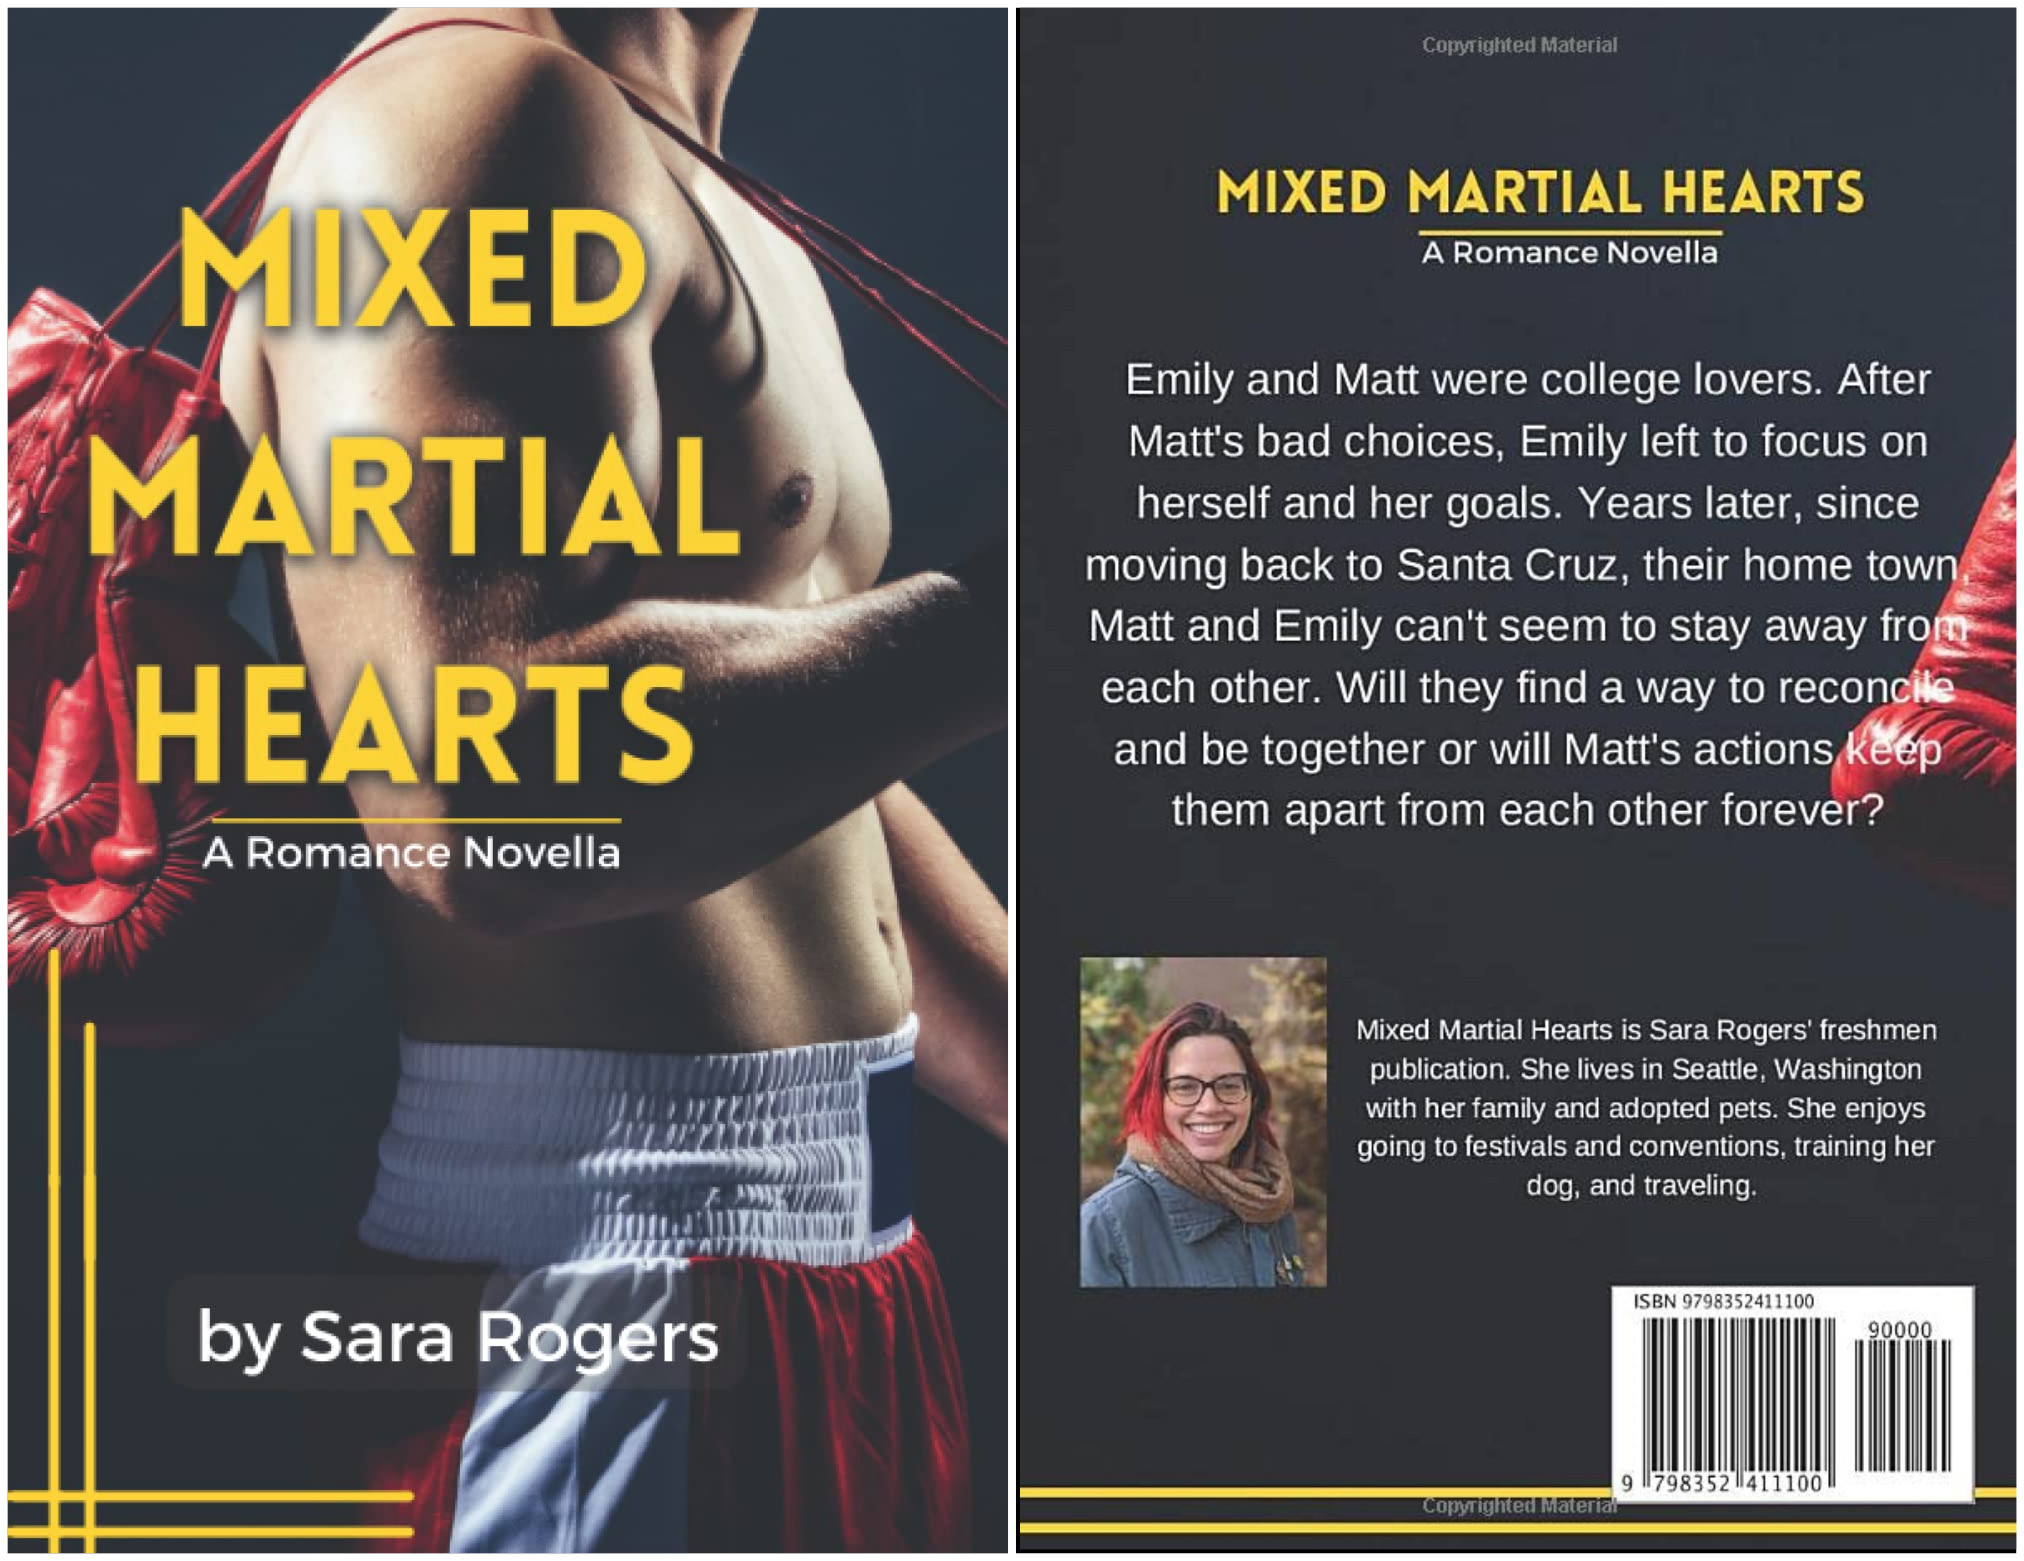 MIXED
MARTIAL
HEARTS
A Romance Novella
by Sara Rogers
Copyrighted Material
MIXED MARTIAL HEARTS
A Romance Novella
Emily and Matt were college lovers. After
Matt's bad choices, Emily left to focus on
herself and her goals. Years later, since
moving back to Santa Cruz, their home town,
Matt and Emily can't seem to stay away from
each other. Will they find a way to reconcile
and be together or will Matt's actions keep
them apart from each other forever?
Mixed Martial Hearts is Sara Rogers' freshmen
publication. She lives in Seattle, Washington
with her family and adopted pets. She enjoys
going to festivals and conventions, training her
dog, and traveling.
ISBN 9798352411100
90000
9 798352 411100
Copyrighted Material